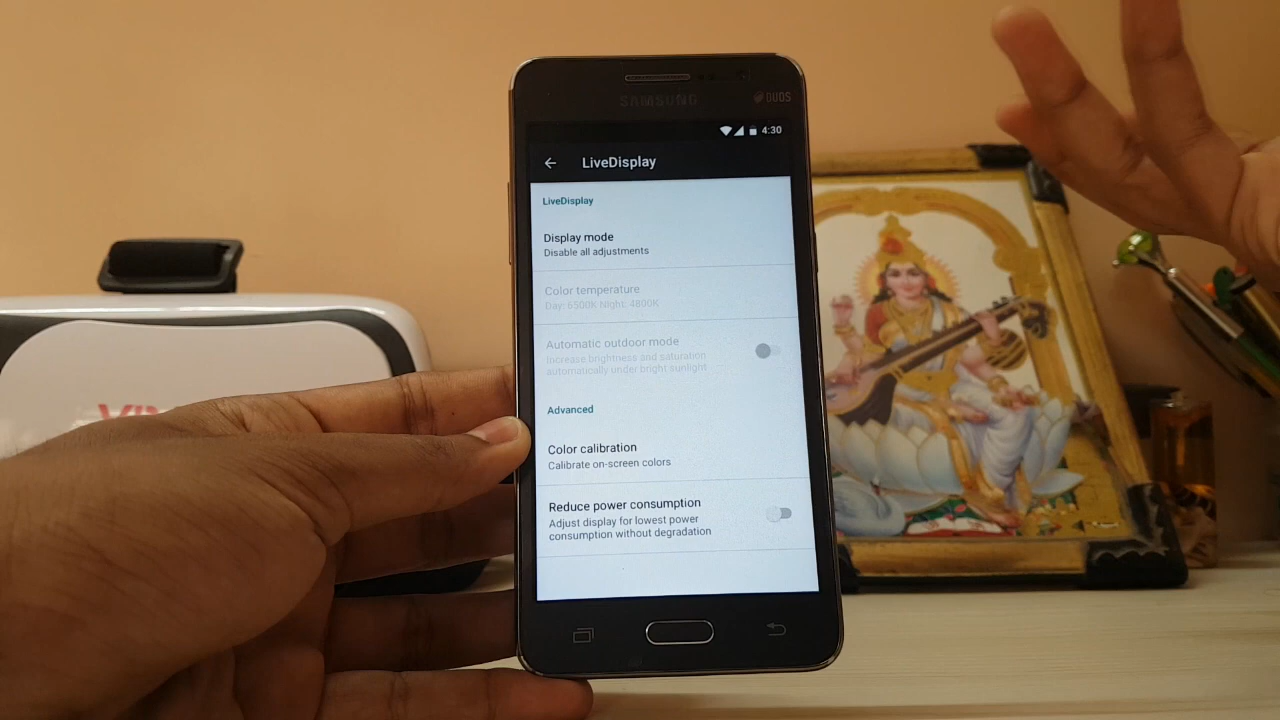 SAMSUNG
DUOS
4:30
LiveDisplay
LiveDisplay
Display mode
Disable all adjustments
Color temperature
Day: 6500K Night: 4800K
Automatic outdoor mode
Increase brightness and saturation
automatically under bright sunlight
Advanced
Color calibration
Calibrate on-screen colors
Reduce power consumption
Adjust display for lowest power
consumption without degradation